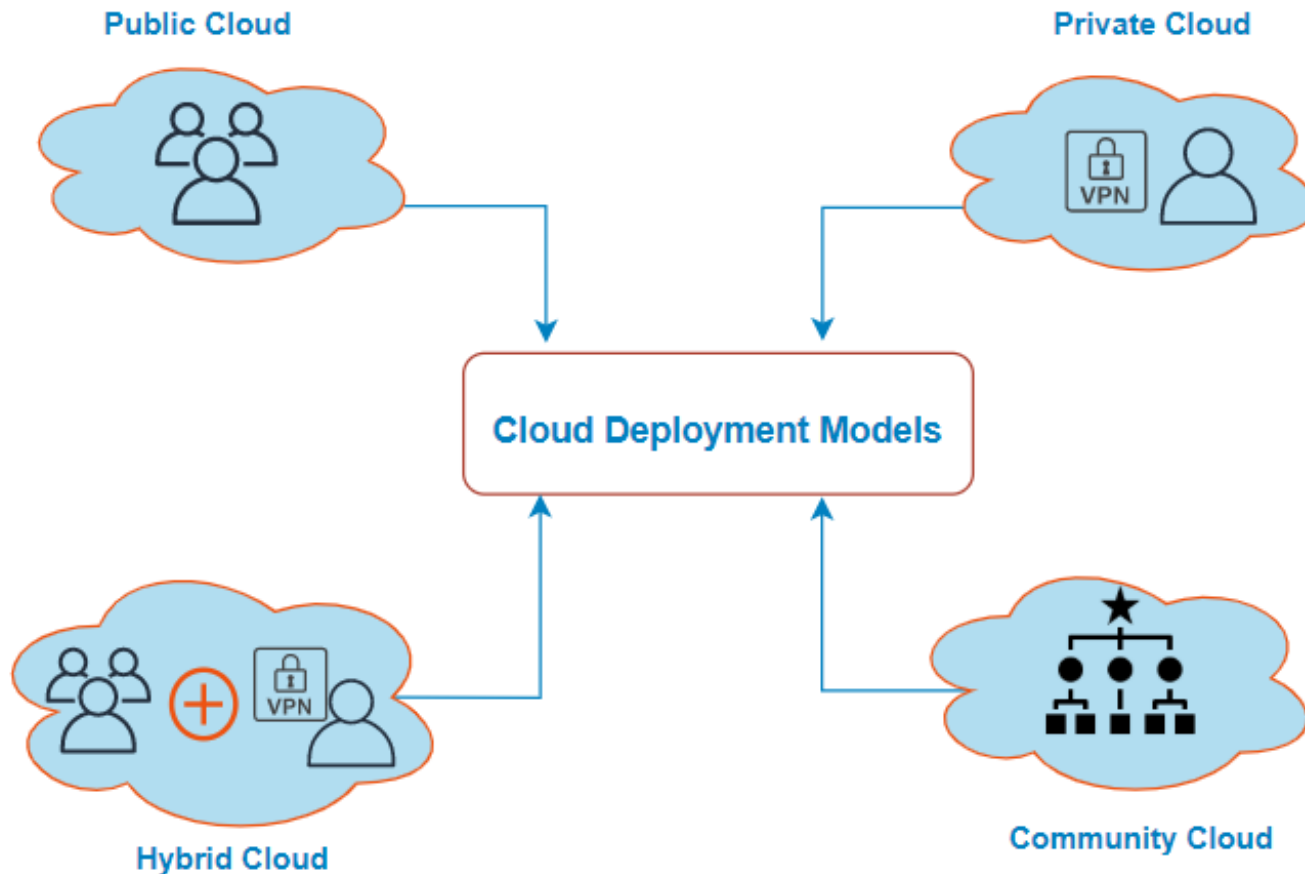 Public Cloud
Private Cloud
VPN
Cloud Deployment Models
VPN
Hybrid Cloud
Community Cloud